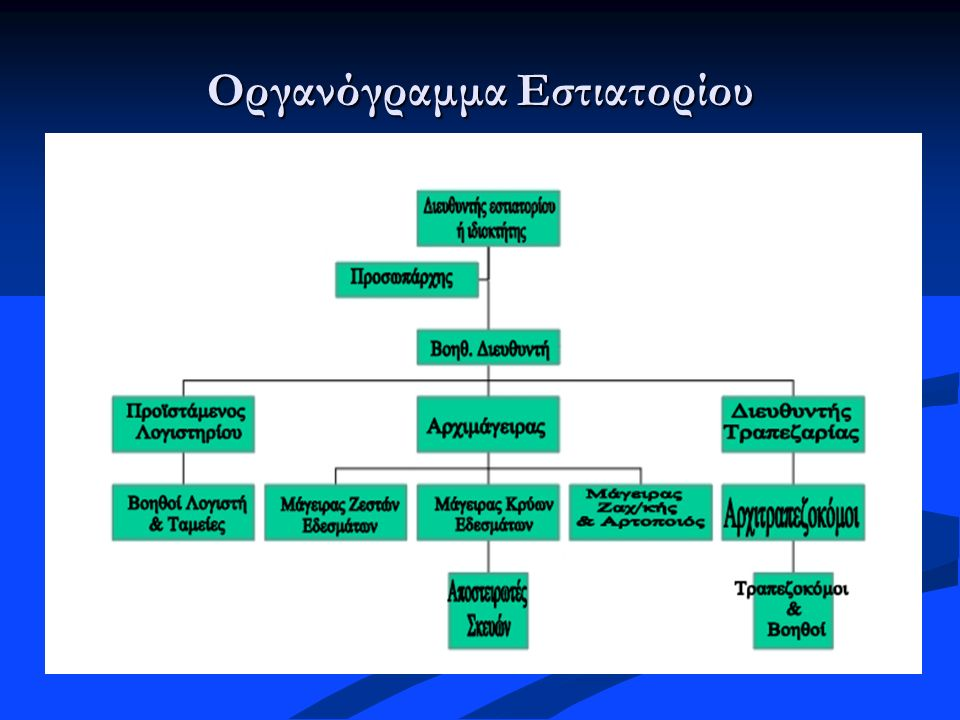 Οργανόγραμμα Εστιατορίου
Διευθυντής εστιατορίου
ή ιδιοκτήτης
Προσωπάρχης
Βοηθ. Διευθυντή
Προϊστάμενος
Λογιστηρίου
Αρχιμάγειρας
Διευθυντής
Τραπεζαρίας
Βοηθοί Λογιστή
& Ταμείες
Μάγειρας Ζεστών
Εδεσμάτων
Μάγειρας Κρύων
Εδεσμάτων
Μάγειρας
Ζαχ/κής
& Αρτοποιός
Αρχιτραπεζοκόμοι
Αποστειρωτές
Σκευών
Τραπεζοκόμοι
&
Βοηθοί